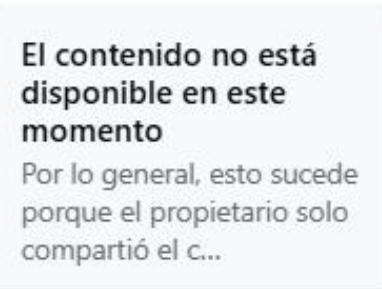 El contenido no está
disponible en este
momento
Por lo general, esto sucede
porque el propietario solo
compartió el c...